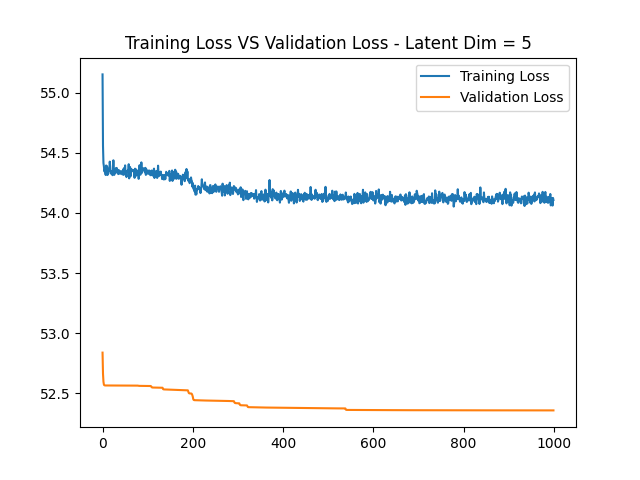 Training Loss VS Validation Loss - Latent Dim = 5
Training Loss
Validation Loss
55.0
54.5
54.0
53.5
53.0
52.5
0 200 400 600 800 1000